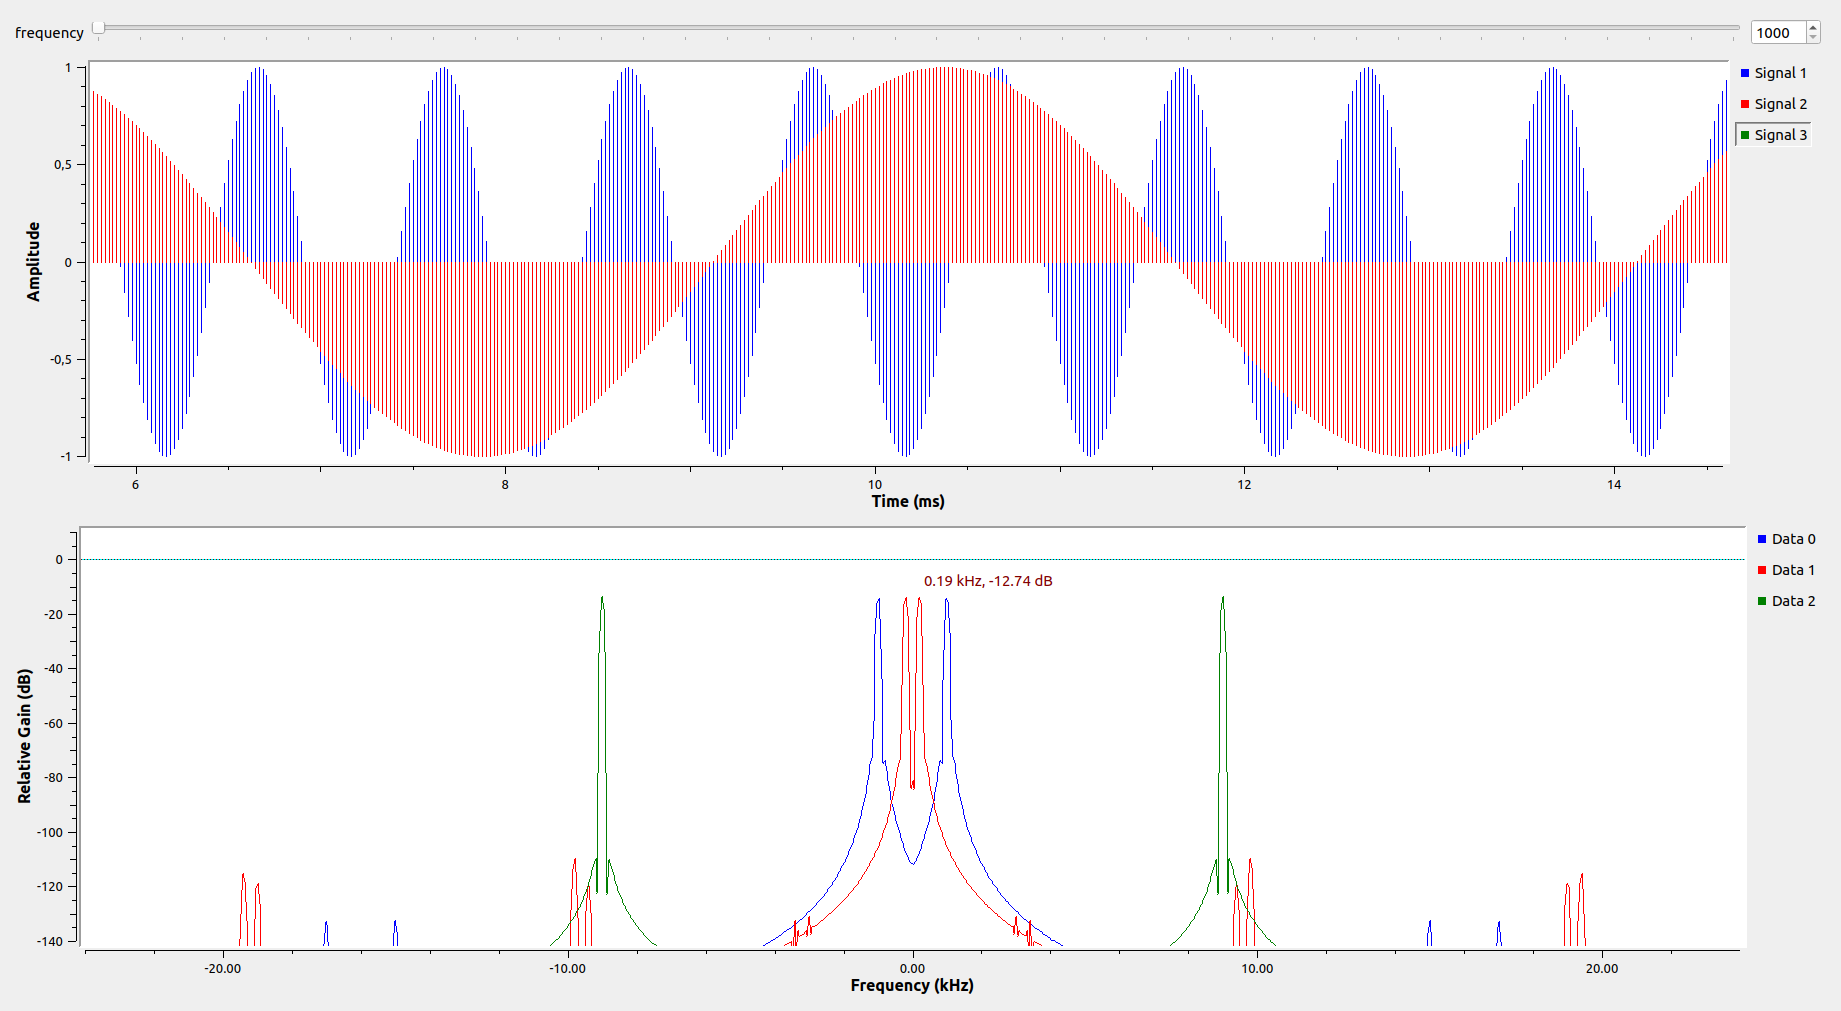 frequency
1000
1
0,5
0
-0,5
-1
Amplitude
6
8
10
12
14
Time (ms)
Signal 1
Signal 2
Signal 3
0
-20
-40
-60
-80
-100
-120
-140
Relative Gain (dB)
0.19 kHz, -12.74 dB
-20.00
-10.00
0.00
10.00
20.00
Frequency (kHz)
Data 0
Data 1
Data 2